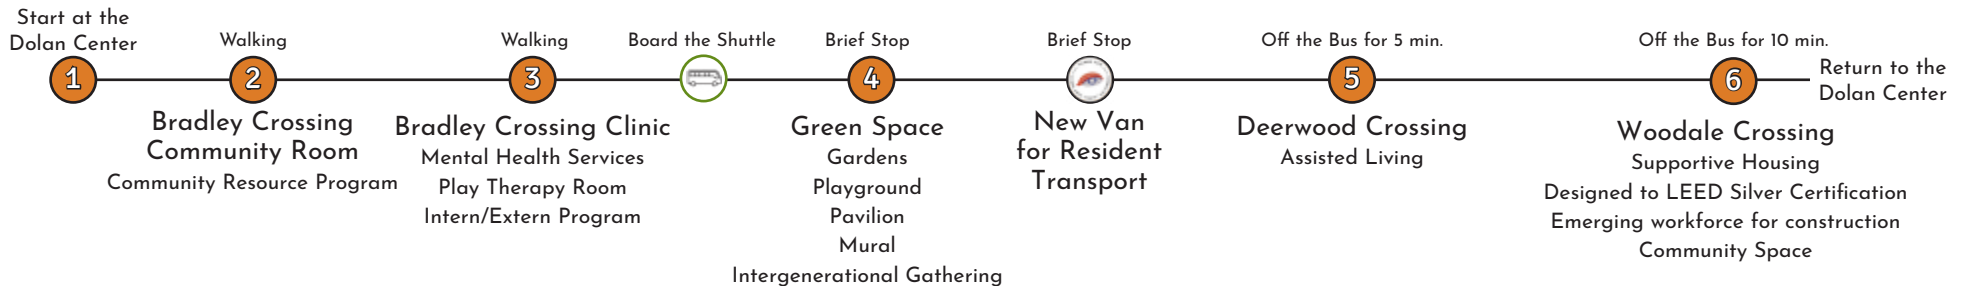 Start at the
Dolan Center
1
Walking
2
Bradley Crossing
Community Room
Community Resource Program
Walking
3
Bradley Crossing Clinic
Mental Health Services
Play Therapy Room
Intern/Extern Program
Board the Shuttle
Brief Stop
4
Green Space
Gardens
Playground
Pavilion
Mural
Intergenerational Gathering
Brief Stop
New Van
for Resident
Transport
Off the Bus for 5 min.
5
Deerwood Crossing
Assisted Living
Off the Bus for 10 min.
6
Woodale Crossing
Supportive Housing
Designed to LEED Silver Certification
Emerging workforce for construction
Community Space
Return to the
Dolan Center